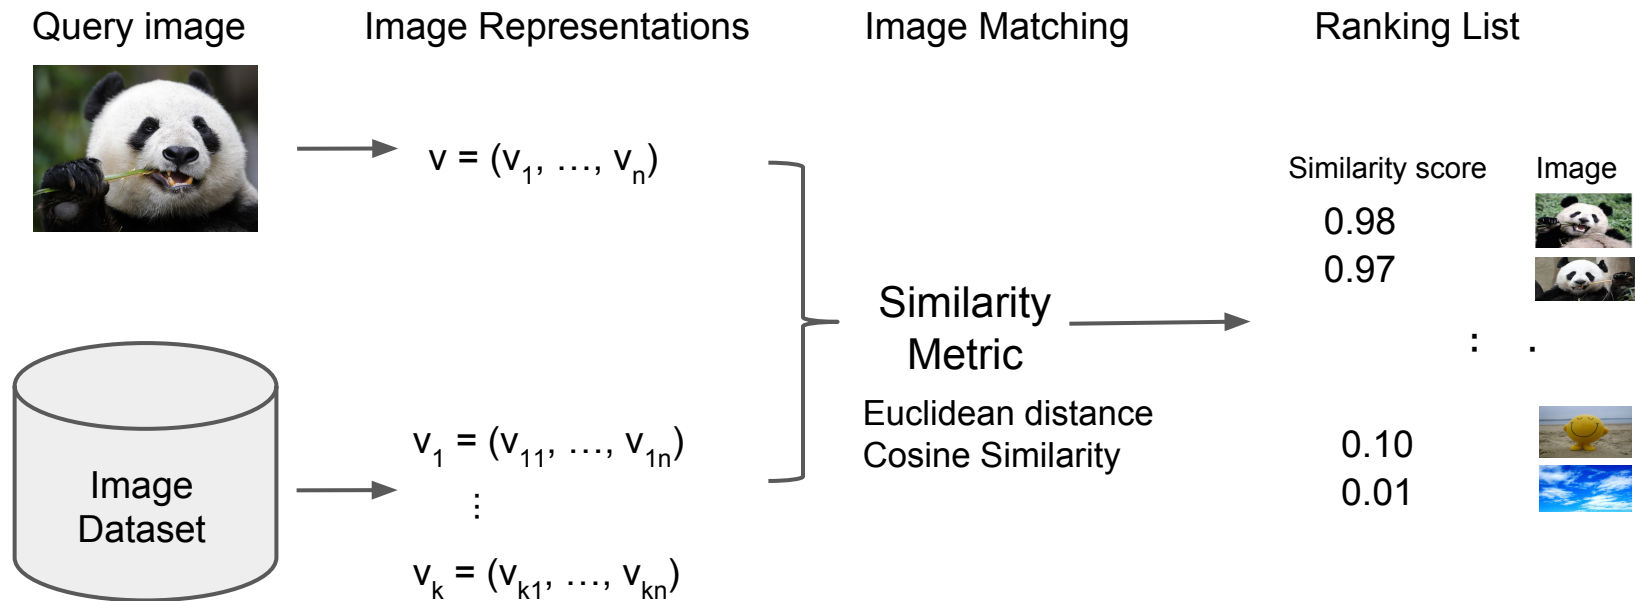 Query image
Image Representations
Image Matching
Ranking List
v = (v₁, …, vₙ)
Similarity score
Image
0.98
0.97
Similarity
Metric
: .
Euclidean distance
Cosine Similarity
Image
Dataset
v₁ = (v₁₁, …, v₁ₙ)
⋮
vₖ = (vₖ₁, …, vₖₙ)
0.10
0.01